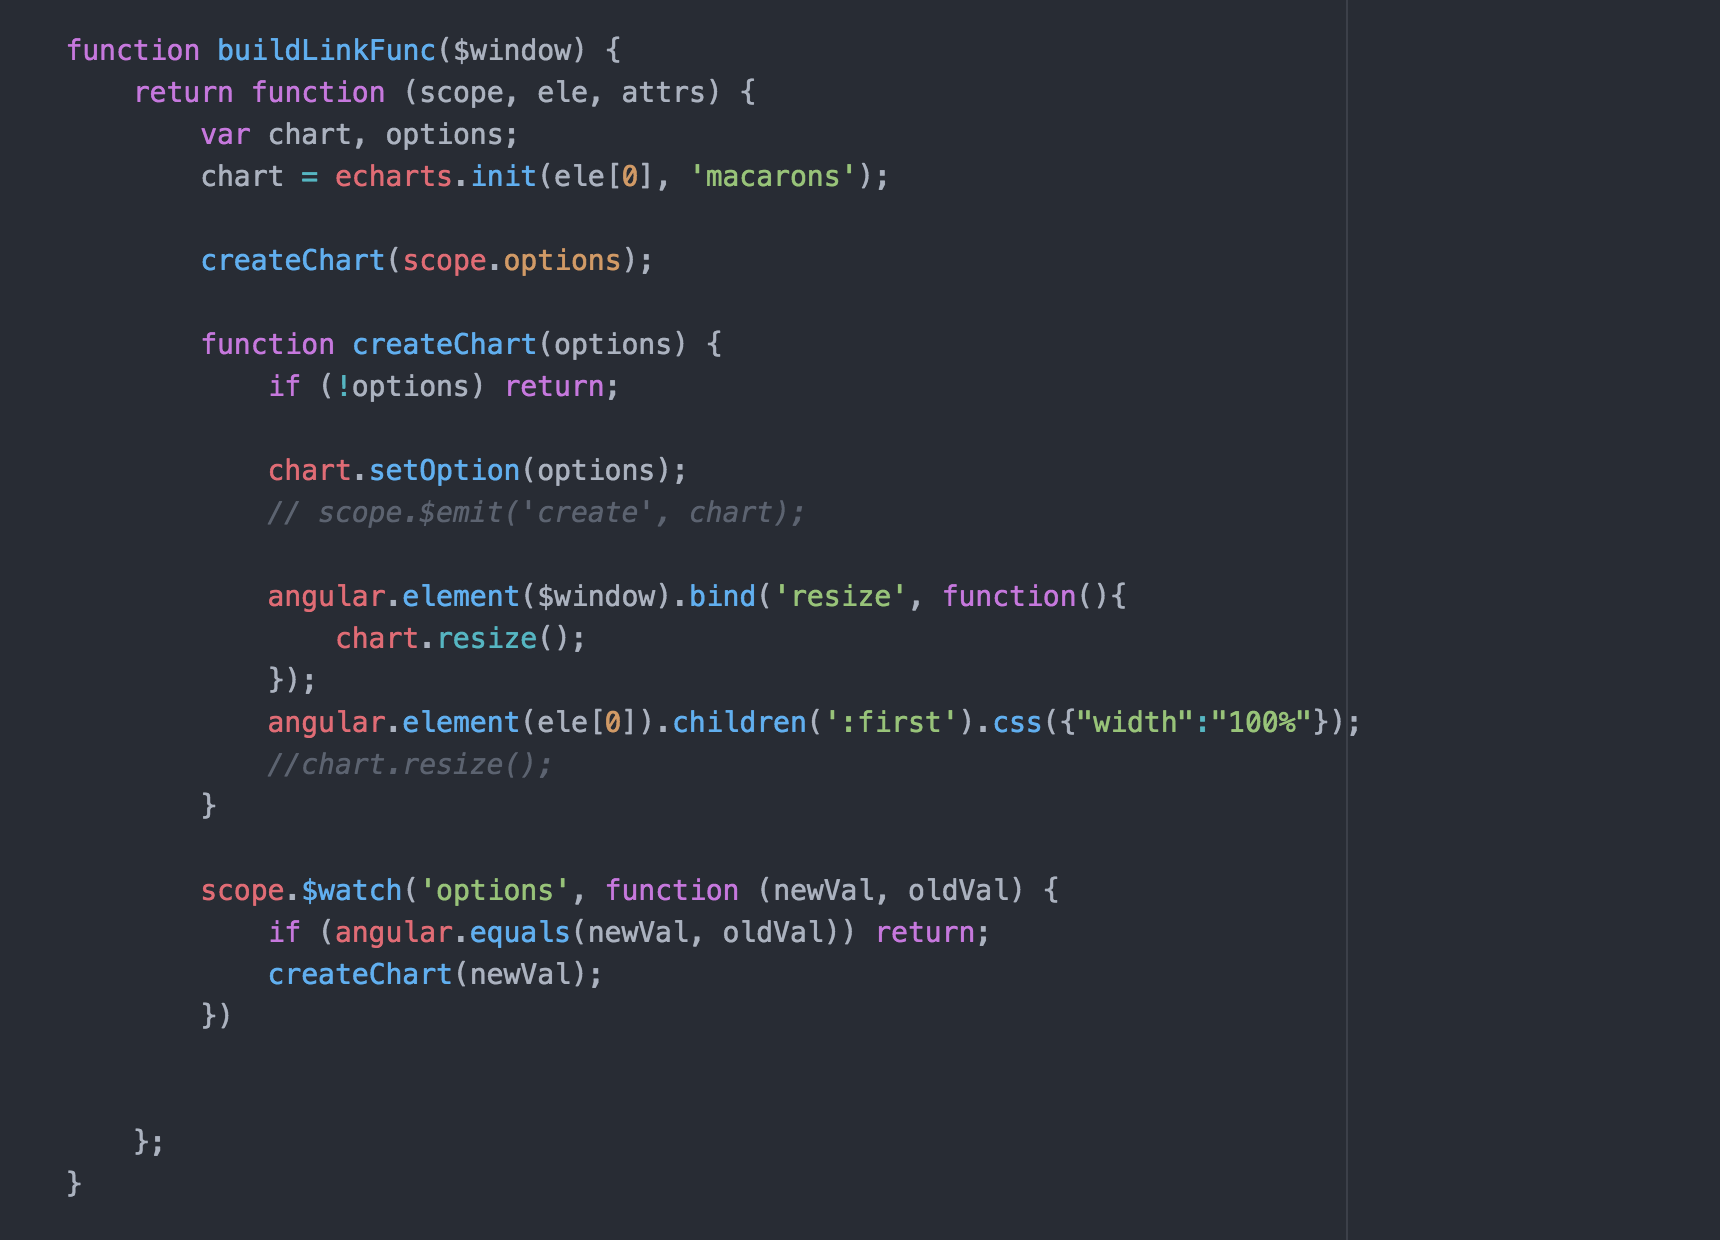 function buildLinkFunc($window) {
    return function (scope, ele, attrs) {
        var chart, options;
        chart = echarts.init(ele[0], 'macarons');

        createChart(scope.options);

        function createChart(options) {
            if (!options) return;

            chart.setOption(options);
            // scope.$emit('create', chart);

            angular.element($window).bind('resize', function(){
                chart.resize();
            });
            angular.element(ele[0]).children(':first').css({"width":"100%"});
            //chart.resize();
        }

        scope.$watch('options', function (newVal, oldVal) {
            if (angular.equals(newVal, oldVal)) return;
            createChart(newVal);
        })


    };
}